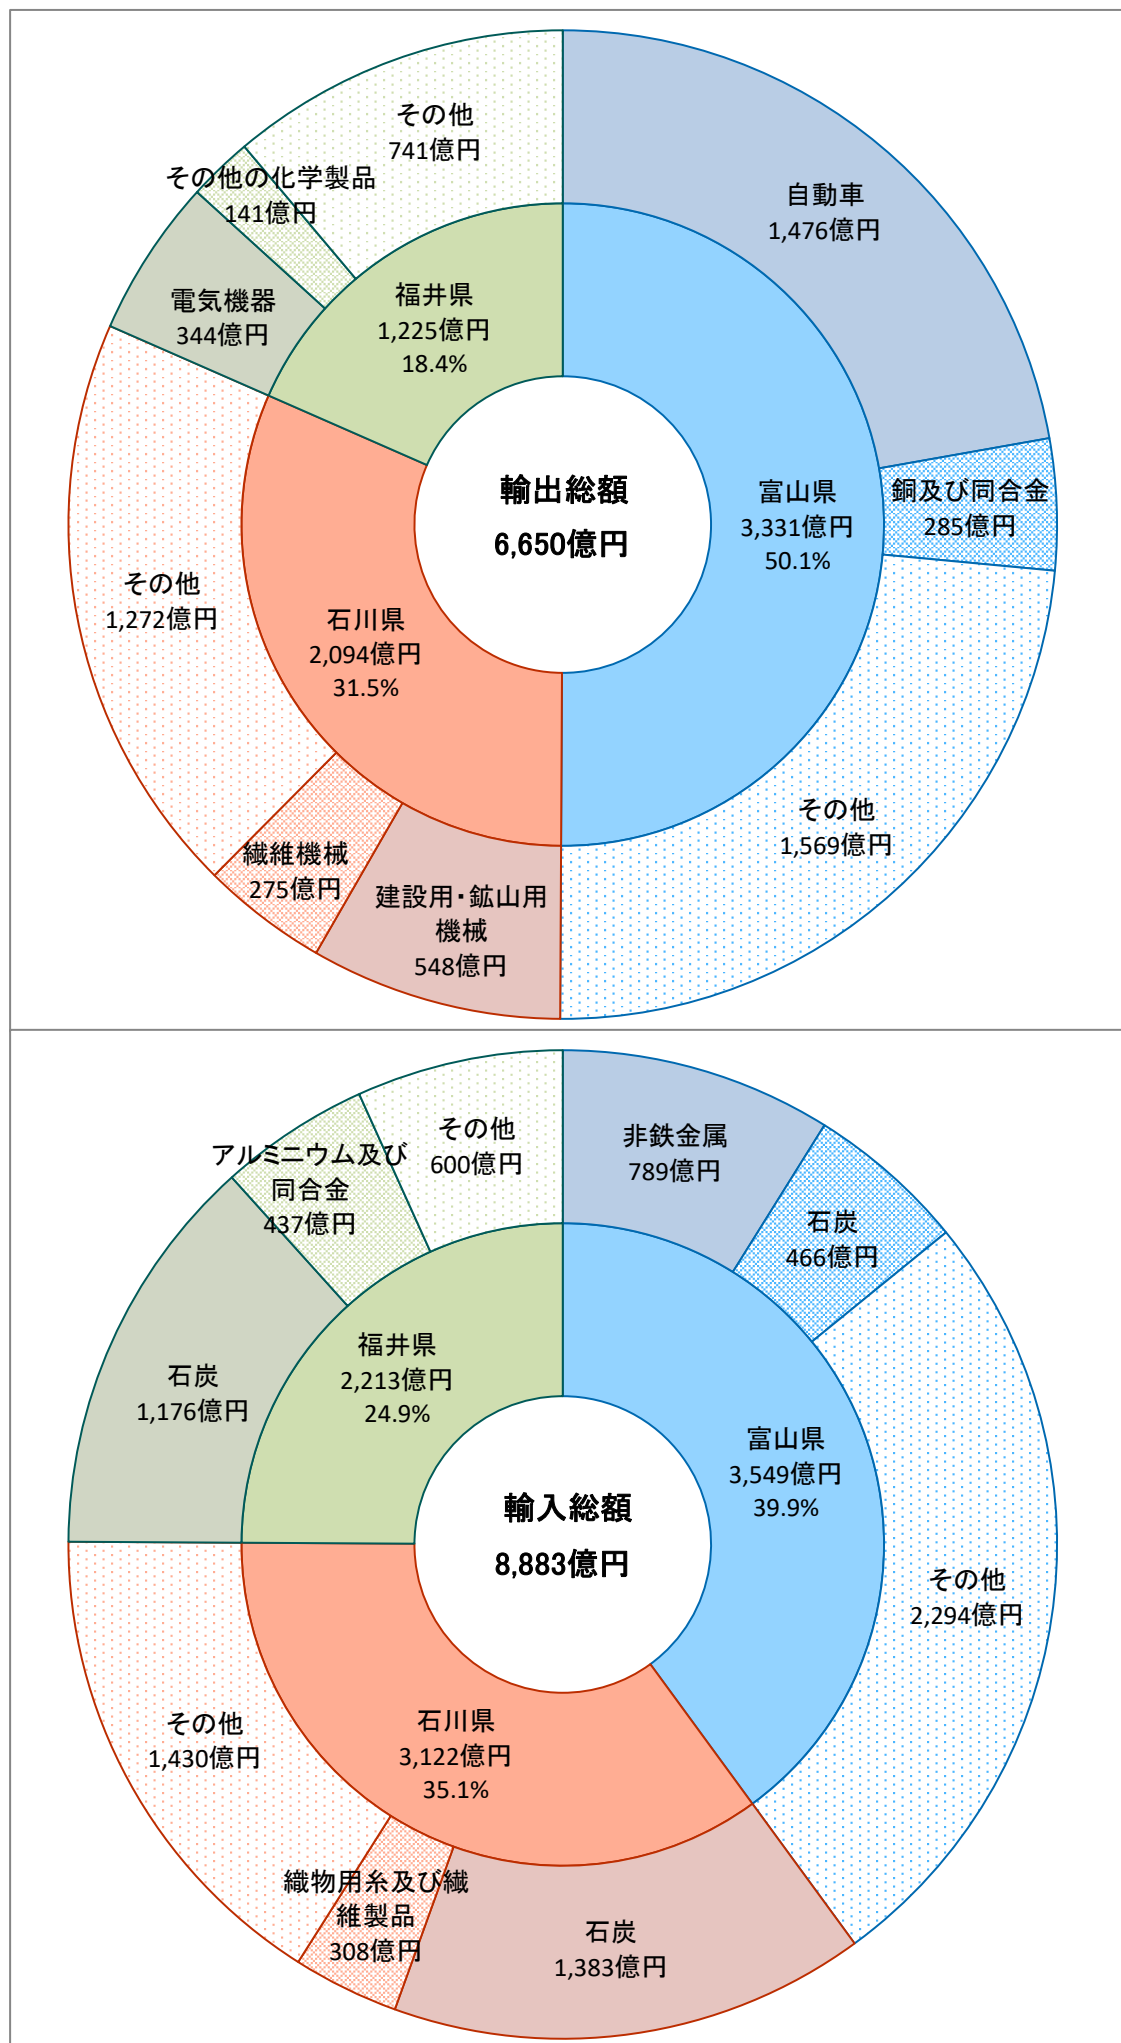 その他
741億円
その他の化学製品
141億円
自動車
1,476億円
福井県
1,225億円
18.4%
電気機器
344億円
輸出総額
6,650億円
富山県
3,331億円
50.1%
銅及び同合金
285億円
その他
1,272億円
石川県
2,094億円
31.5%
その他
1,569億円
繊維機械
275億円
建設用・鉱山用
機械
548億円
その他
600億円
非鉄金属
789億円
アルミニウム及び
同合金
437億円
石炭
466億円
福井県
2,213億円
24.9%
石炭
1,176億円
富山県
3,549億円
39.9%
輸入総額
8,883億円
その他
2,294億円
石川県
3,122億円
35.1%
その他
1,430億円
織物用糸及び繊
維製品
308億円
石炭
1,383億円